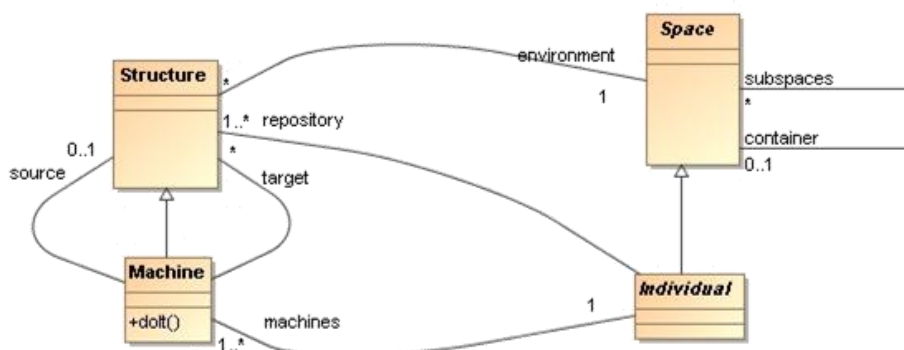 Space
environment
Structure
*
1
subspaces
*
1..* repository
container
0..1
*
0..1
source
target
Machine
Individual
1
+doIt()
machines
1..*